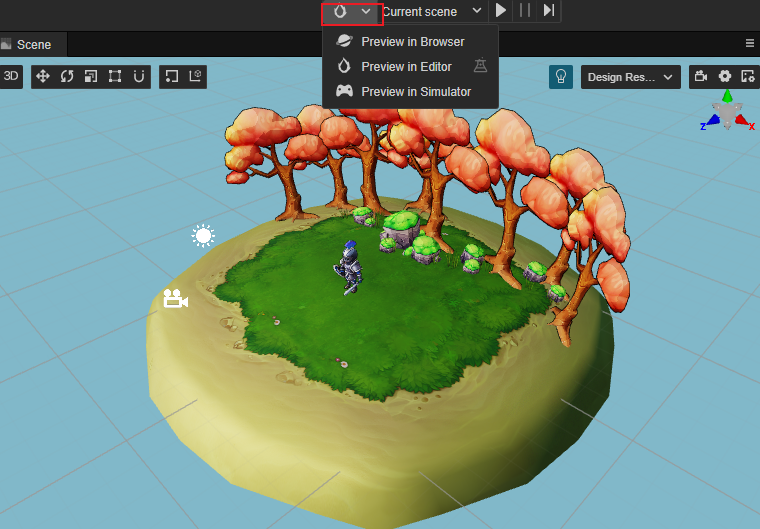 Current scene
Scene
Preview in Browser
Preview in Editor
Preview in Simulator
3D
Design Res...
Z
X